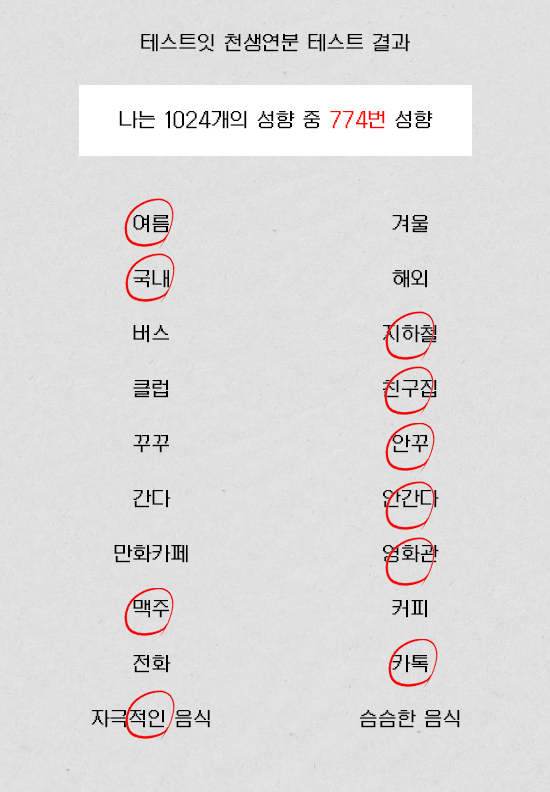 테스트잇 천생연분 테스트 결과
나는 1024개의 성향 중 774번 성향
여름 겨울
국내 해외
버스 지하철
클럽 친구집
꾸꾸 안꾸
간다 안간다
만화카페 영화관
맥주 커피
전화 카톡
자극적인 음식 슴슴한 음식